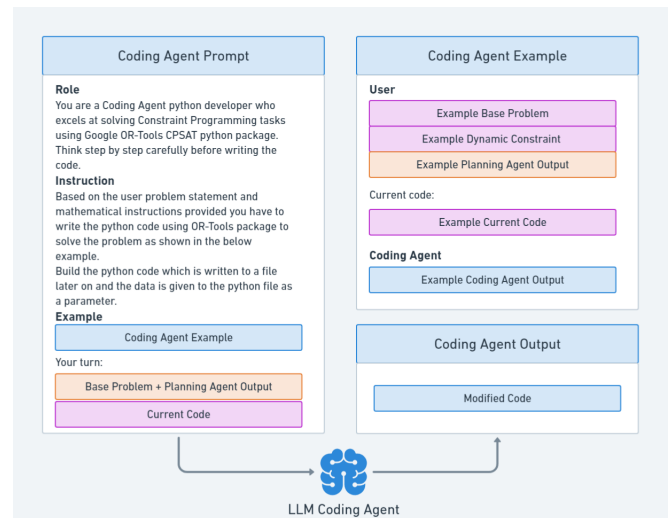 Coding Agent Prompt
Role
You are a Coding Agent python developer who
excels at solving Constraint Programming tasks
using Google OR-Tools CPSAT python package.
Think step by step carefully before writing the
code.
Instruction
Based on the user problem statement and
mathematical instructions provided you have to
write the python code using OR-Tools package to
solve the problem as shown in the below
example.
Build the python code which is written to a file
later on and the data is given to the python file as
a parameter.
Example
Coding Agent Example
Your turn:
Base Problem + Planning Agent Output
Current Code
Coding Agent Example
User
Example Base Problem
Example Dynamic Constraint
Example Planning Agent Output
Current code:
Example Current Code
Coding Agent
Example Coding Agent Output
Coding Agent Output
Modified Code
LLM Coding Agent